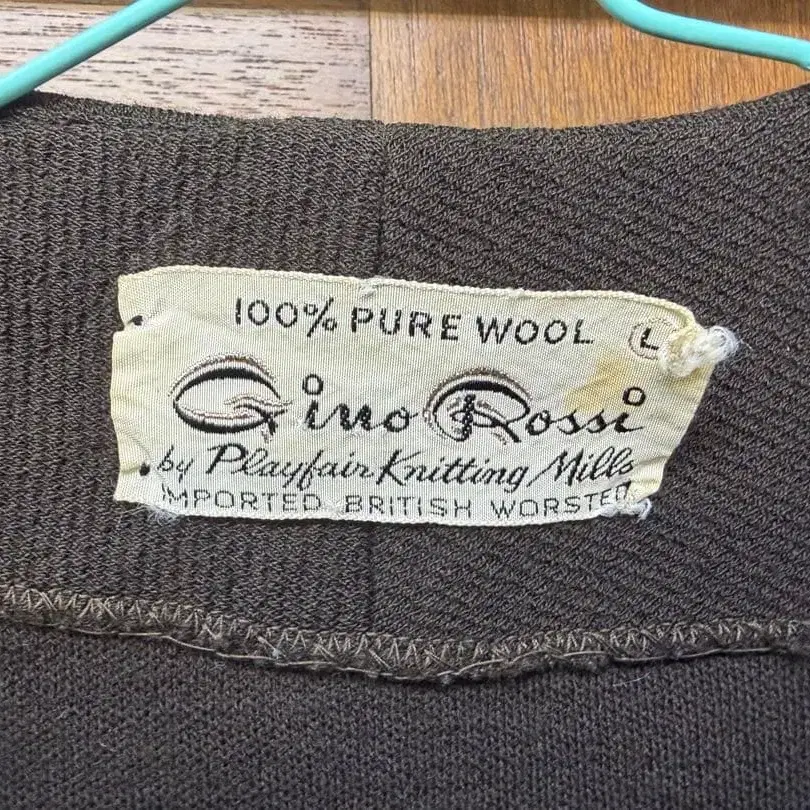 100% PURE WOOL L
Gino Rossi
by Playfair Knitting Mills
IMPORTED BRITISH WORSTED